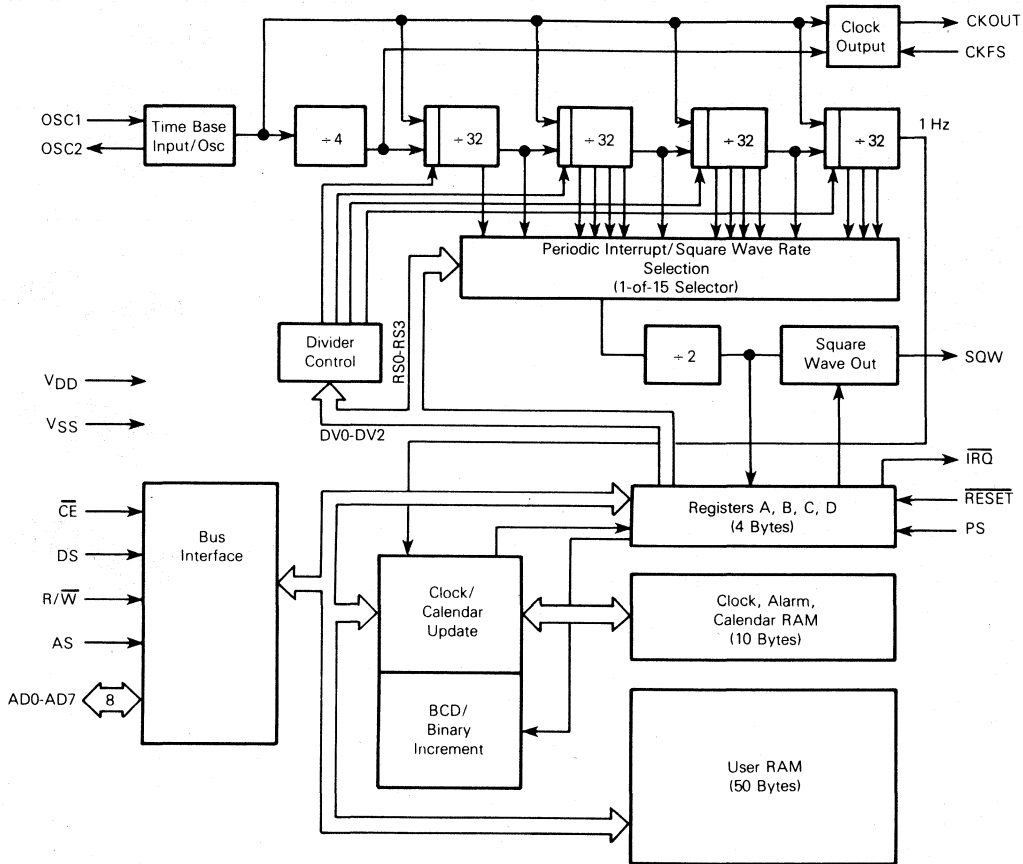 Clock
Output
CKOUT
CKFS
OSC1
OSC2
Time Base
Input/Osc
÷4
÷32
÷32
÷32
÷32
1 Hz
Periodic Interrupt/Square Wave Rate
Selection
(1-of-15 Selector)
Divider
Control
RS0-RS3
÷2
Square
Wave Out
SQW
VDD
VSS
DV0-DV2
IRQ
RESET
PS
Registers A, B, C, D
(4 Bytes)
CE
DS
R/W
AS
AD0-AD7
8
Bus
Interface
Clock/
Calendar
Update
Clock, Alarm,
Calendar RAM
(10 Bytes)
BCD/
Binary
Increment
User RAM
(50 Bytes)